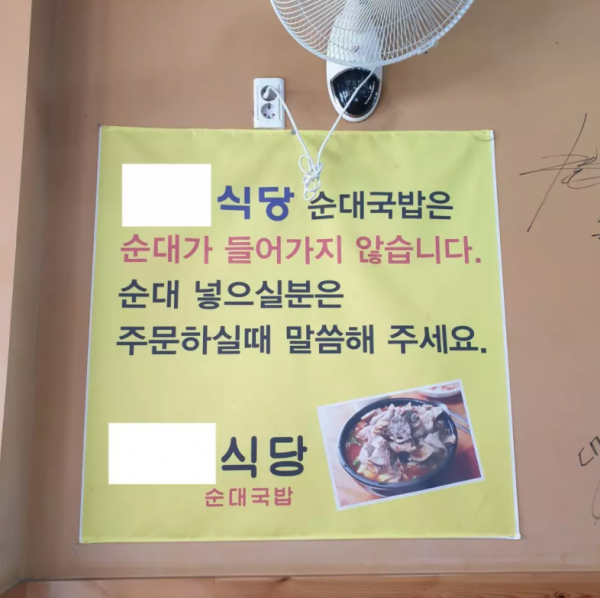 식당 순대국밥은
순대가 들어가지 않습니다.
순대 넣으실분은
주문하실때 말씀해 주세요.
식당
순대국밥